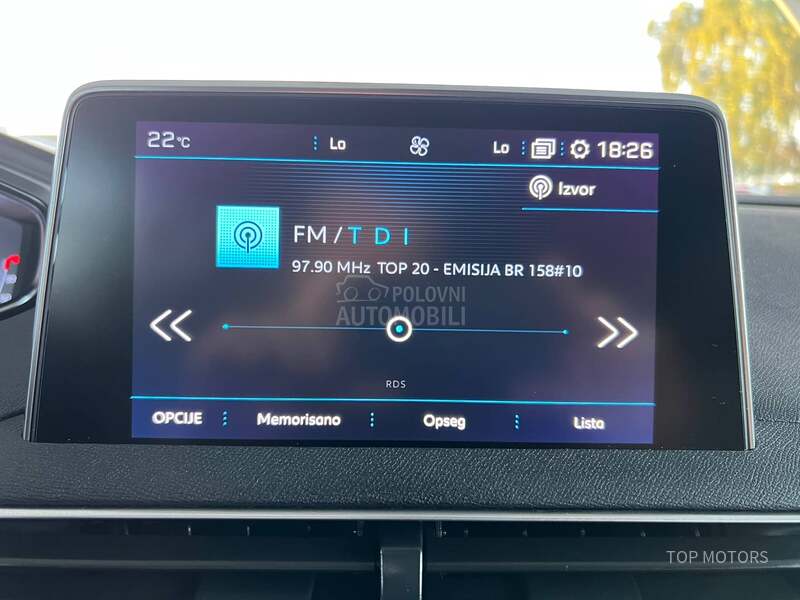 22°C Lo Lo 18:26
Izvor
FM/T D I
97.90 MHz TOP 20 - EMISIJA BR 158#10
POLOVNI
AUTOMOBILI
RDS
OPCIJE Memorisano Opseg Lista
TOP MOTORS